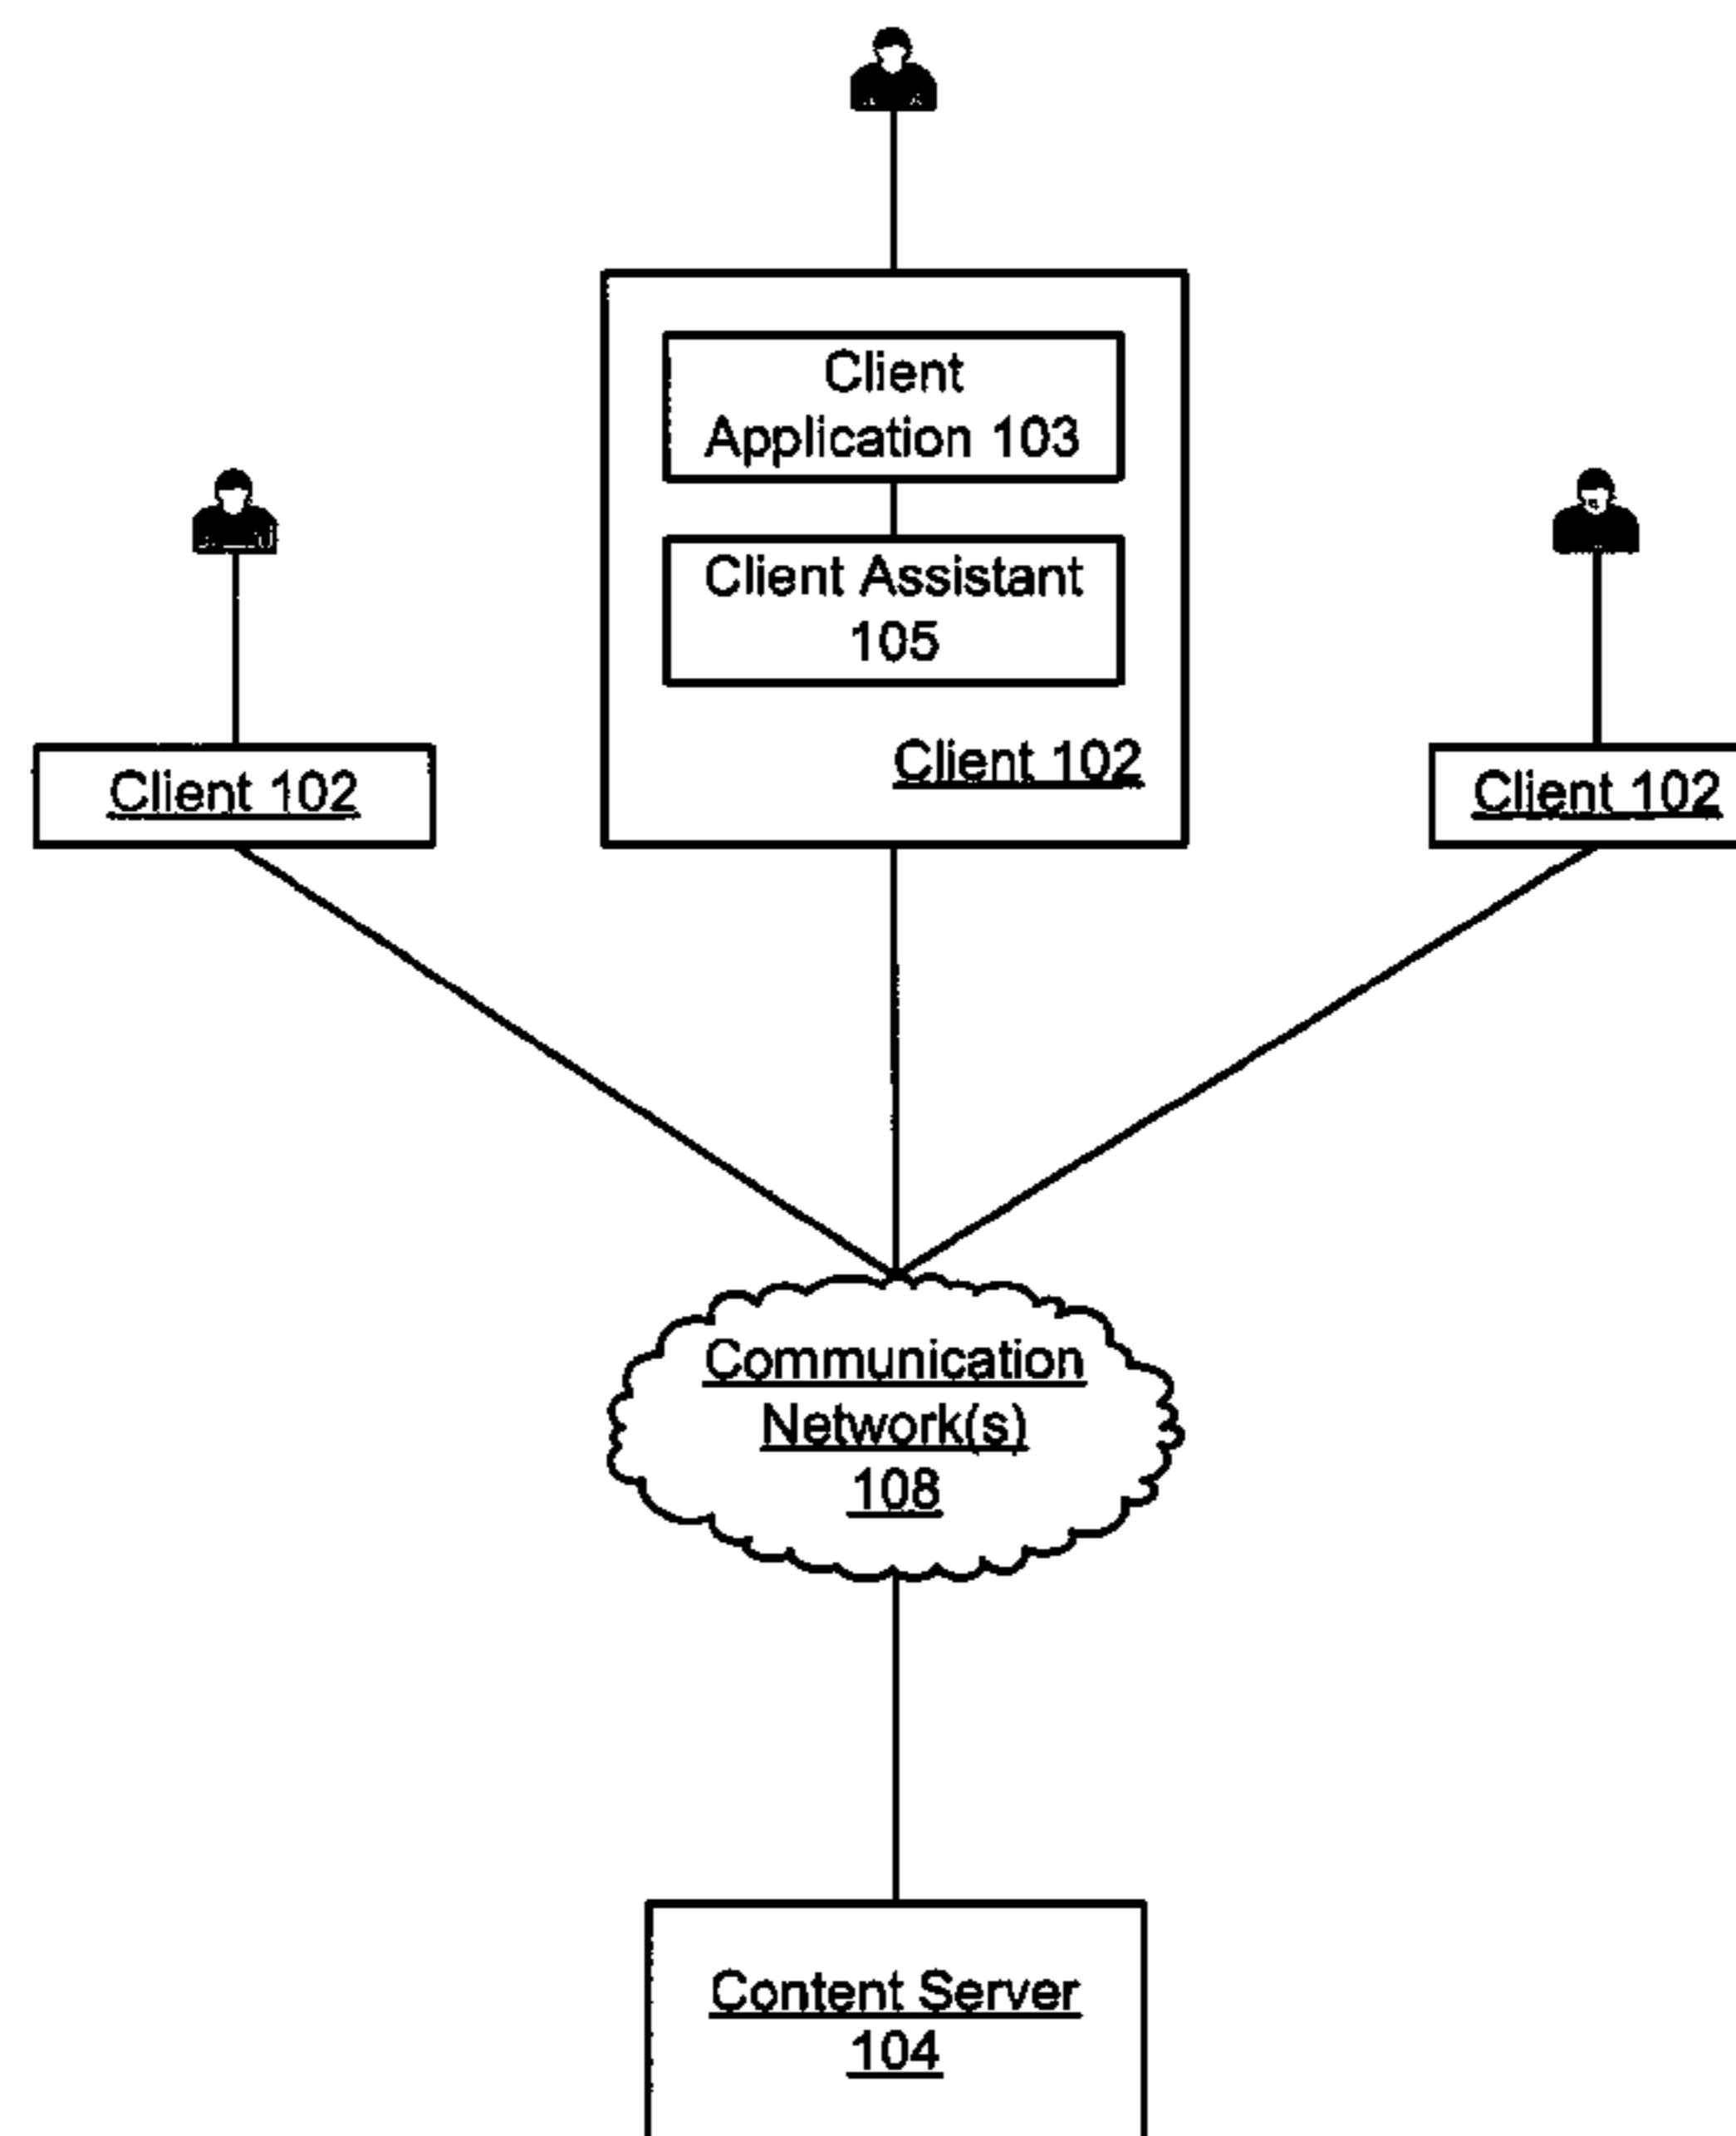 Client
Application 103
Client Assistant
105
Client 102
Client 102
Client 102
Communication
Network(s)
108
Content Server
104